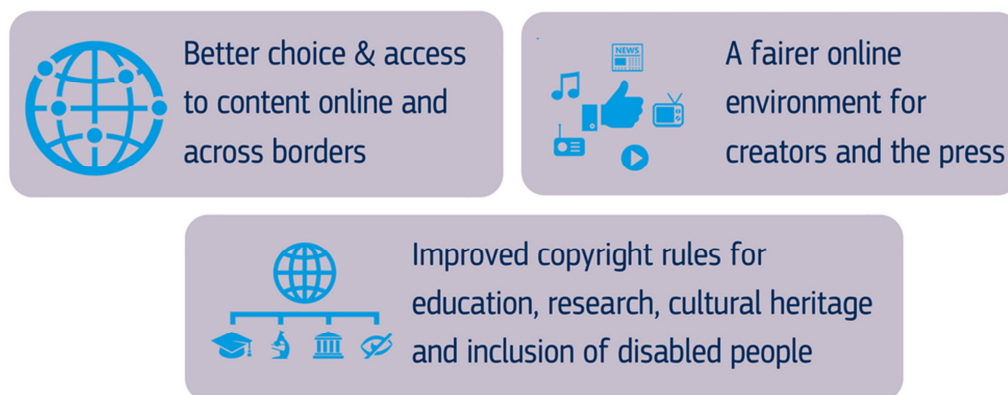 Better choice & access
to content online and
across borders
NEWS
A fairer online
environment for
creators and the press
Improved copyright rules for
education, research, cultural heritage
and inclusion of disabled people